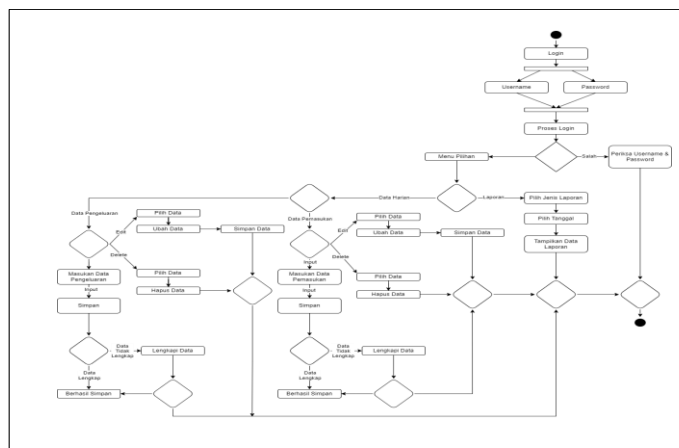 Login
Username
Password
Proses Login
Menu Pilihan
Salah
Periksa Username &
Password
Data Harian
Laporan
Pilih Janis Laporan
Pilih Tanggal
Tampilkan Data
Laporan
Data Pengeluaran
Edit
Delete
Pilih Data
Ubah Data
Simpan Data
Pilih Data
Hapus Data
Masukan Data
Pengeluaran
Input
Simpan
Data
Tidak
Lengkap
Lengkapi Data
Data
Lengkap
Berhasil Simpan
Data Pemasukan
Edit
Delete
Input
Pilih Data
Ubah Data
Simpan Data
Pilih Data
Hapus Data
Masukan Data
Pemasukan
Input
Simpan
Data
Tidak
Lengkap
Lengkapi Data
Data
Lengkap
Berhasil Simpan